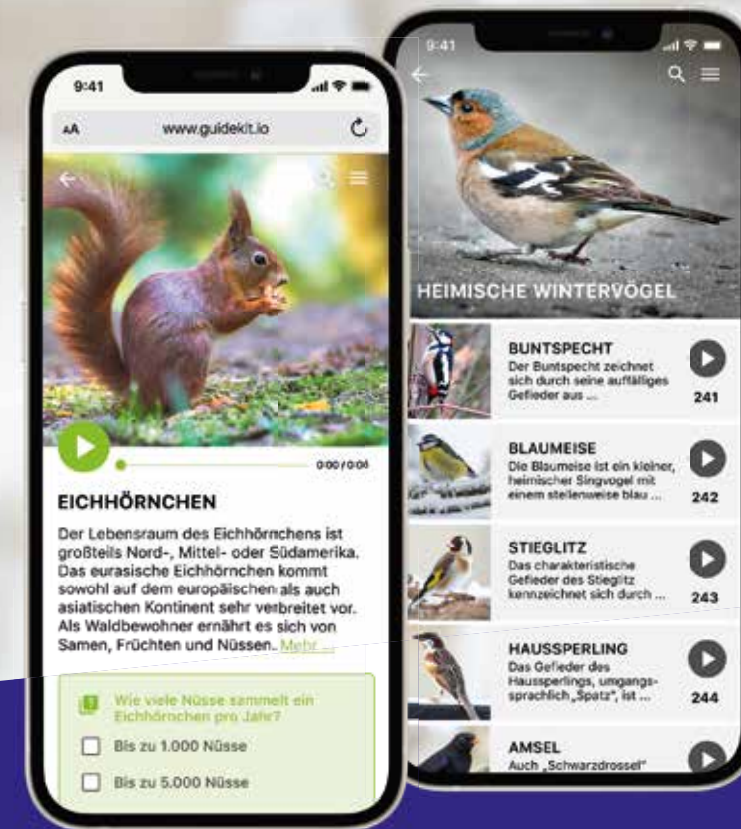 9:41
AA
www.guidekit.io
0:00 / 0:06
EICHHÖRNCHEN
Der Lebensraum des Eichhörnchens ist
großteils Nord-, Mittel- oder Südamerika.
Das eurasische Eichhörnchen kommt
sowohl auf dem europäischen als auch
asiatischen Kontinent sehr verbreitet vor.
Als Waldbewohner ernährt es sich von
Samen, Früchten und Nüssen. Mehr ...
Wie viele Nüsse sammelt ein
Eichhörnchen pro Jahr?
Bis zu 1.000 Nüsse
Bis zu 5.000 Nüsse
9:41
HEIMISCHE WINTERVÖGEL
BUNTSPECHT
Der Buntspecht zeichnet
sich durch seine auffälliges
Gefieder aus ...
241
BLAUMEISE
Die Blaumeise ist ein kleiner,
heimischer Singvogel mit
einem stellenweise blau ...
242
STIEGLITZ
Das charakteristische
Gefieder des Stieglitz
kennzeichnet sich durch ...
243
HAUSSPERLING
Das Gefieder des
Haussperlings, umgangs-
sprachlich „Spatz“, ist ...
244
AMSEL
Auch „Schwarzdrossel“